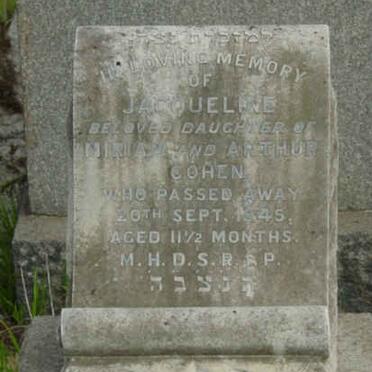 IN LOVING MEMORY
OF
JACQUELINE
BELOVED DAUGHTER OF
MIRIAM AND ARTHUR
COHEN
WHO PASSED AWAY
20TH SEPT. 1945.
AGED 11½ MONTHS.
M.H.D.S.R.I.P.